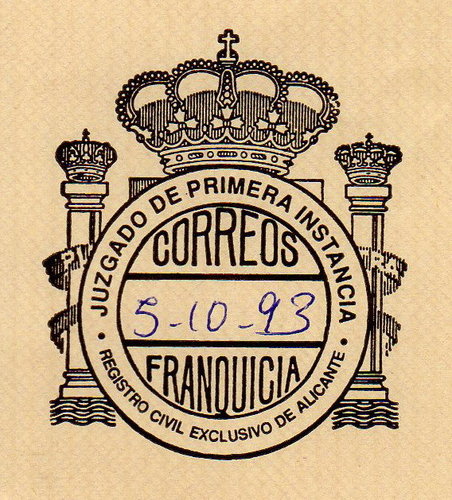 JUZGADO DE PRIMERA INSTANCIA
CORREOS
5-10-93
FRANQUICIA
REGISTRO CIVIL EXCLUSIVO DE ALICANTE